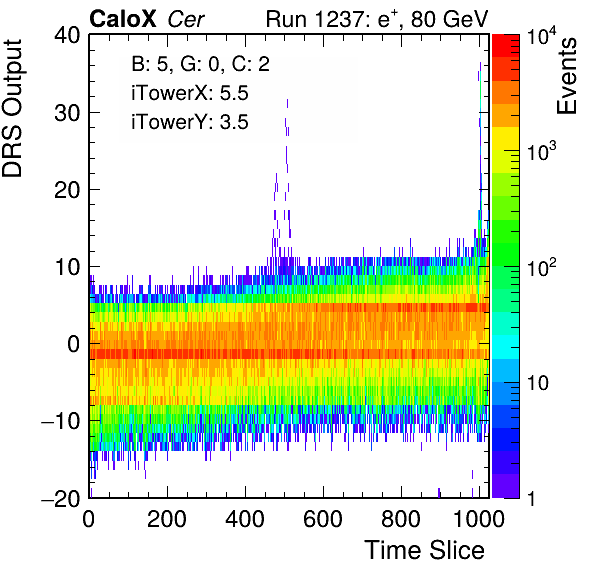 CaloX Cer Run 1237: e+, 80 GeV
B: 5, G: 0, C: 2
iTowerX: 5.5
iTowerY: 3.5
DRS Output
40
30
20
10
0
−10
−20
0 200 400 600 800 1000
Time Slice
Events
10^4
10^3
10^2
10
1